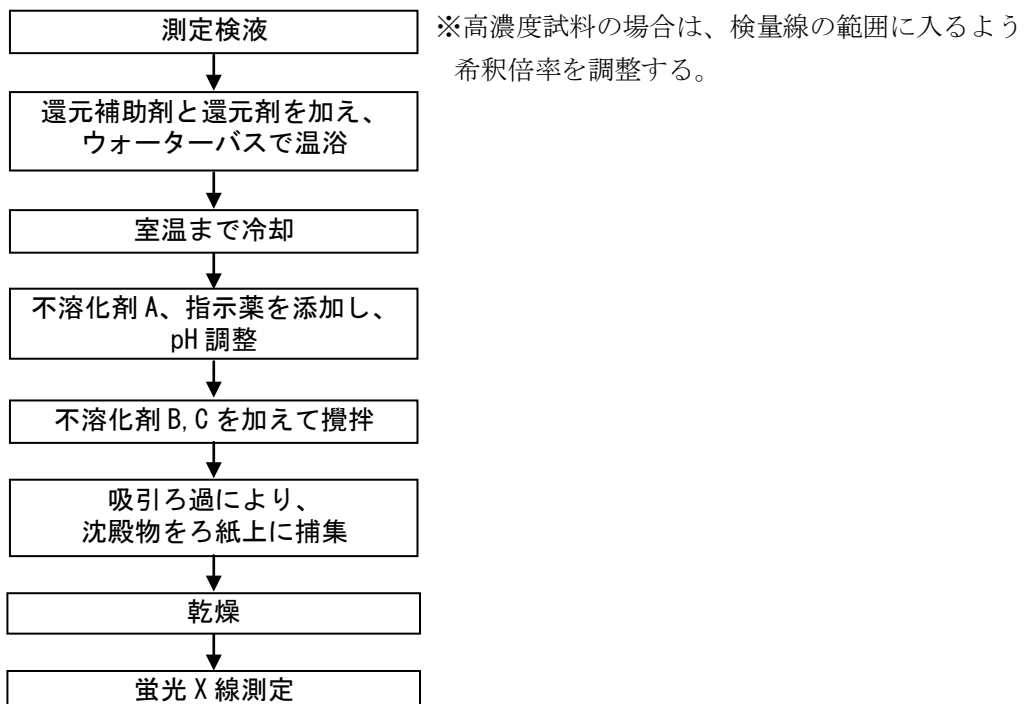 測定検液
※高濃度試料の場合は、検量線の範囲に入るよう
希釈倍率を調整する。
還元補助剤と還元剤を加え、
ウォーターバスで温浴
室温まで冷却
不溶化剤 A、指示薬を添加し、
pH 調整
不溶化剤 B, C を加えて攪拌
吸引ろ過により、
沈殿物をろ紙上に捕集
乾燥
蛍光 X 線測定